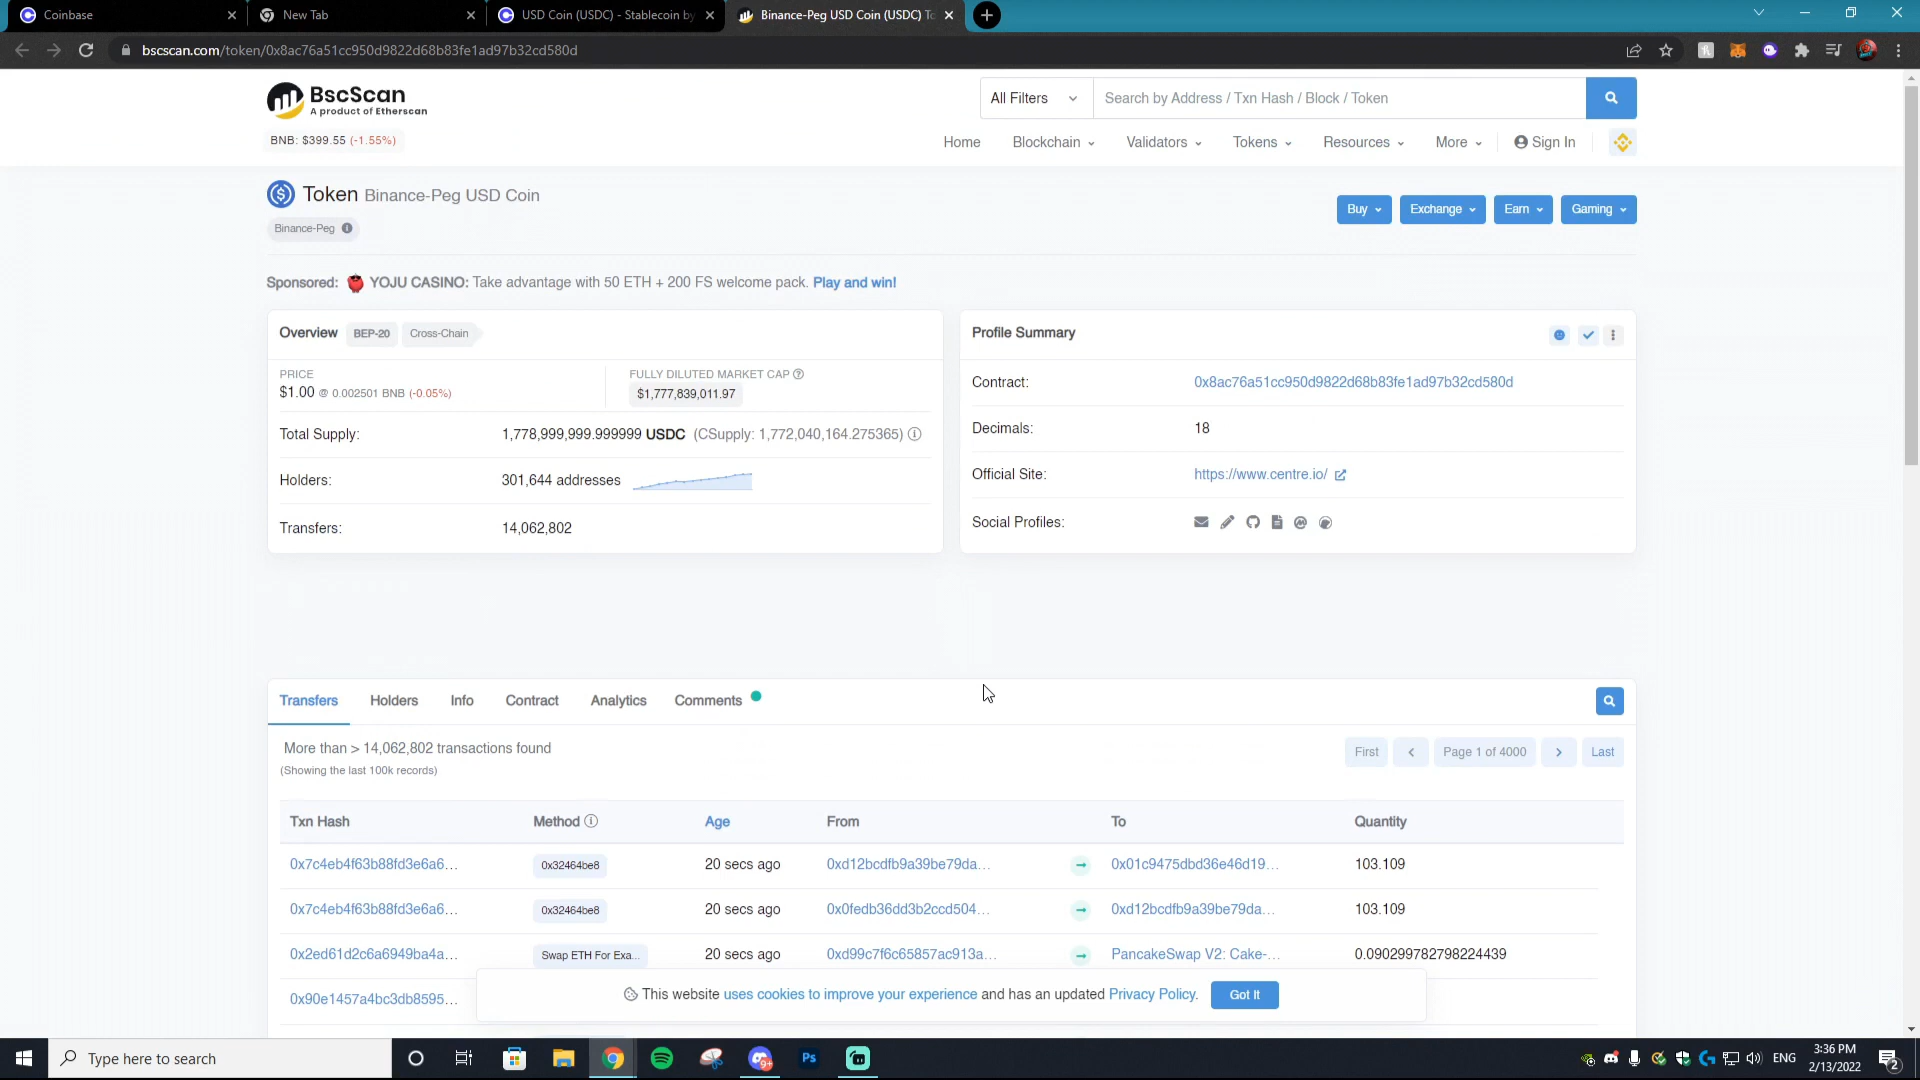 Coinbase
New Tab
USD Coin (USDC) - Stablecoin by
Binance-Peg USD Coin (USDC) To
bscscan.com/token/0x8ac76a51cc950d9822d68b83fe1ad97b32cd580d
BscScan
A product of Etherscan
All Filters
Search by Address / Txn Hash / Block / Token
BNB: $399.55 (-1.55%)
Home Blockchain Validators Tokens Resources More Sign In
Token Binance-Peg USD Coin
Binance-Peg
Buy Exchange Earn Gaming
Sponsored: YOJU CASINO: Take advantage with 50 ETH + 200 FS welcome pack. Play and win!
Overview BEP-20 Cross-Chain
PRICE
$1.00 @ 0.002501 BNB (-0.05%)
FULLY DILUTED MARKET CAP
$1,777,839,011.97
Total Supply: 1,778,999,999.999999 USDC (CSupply: 1,772,040,164.275365)
Holders: 301,644 addresses
Transfers: 14,062,802
Profile Summary
Contract: 0x8ac76a51cc950d9822d68b83fe1ad97b32cd580d
Decimals: 18
Official Site: https://www.centre.io/
Social Profiles:
Transfers Holders Info Contract Analytics Comments
More than > 14,062,802 transactions found
(Showing the last 100k records)
First Page 1 of 4000 Last
Txn Hash Method Age From To Quantity
0x7c4eb4f63b88fd3e6a6... 0x32464be8 20 secs ago 0xd12bcdfb9a39be79da... 0x01c9475dbd36e46d19... 103.109
0x7c4eb4f63b88fd3e6a6... 0x32464be8 20 secs ago 0x0fedb36dd3b2ccd504... 0xd12bcdfb9a39be79da... 103.109
0x2ed61d2c6a6949ba4a... Swap ETH For Exa... 20 secs ago 0xd99c7f6c65857ac913a... PancakeSwap V2: Cake-... 0.090299782798224439
0x90e1457a4bc3db8595...
This website uses cookies to improve your experience and has an updated Privacy Policy. Got It
Type here to search
9+
Ps
ENG
3:36 PM
2/13/2022
2